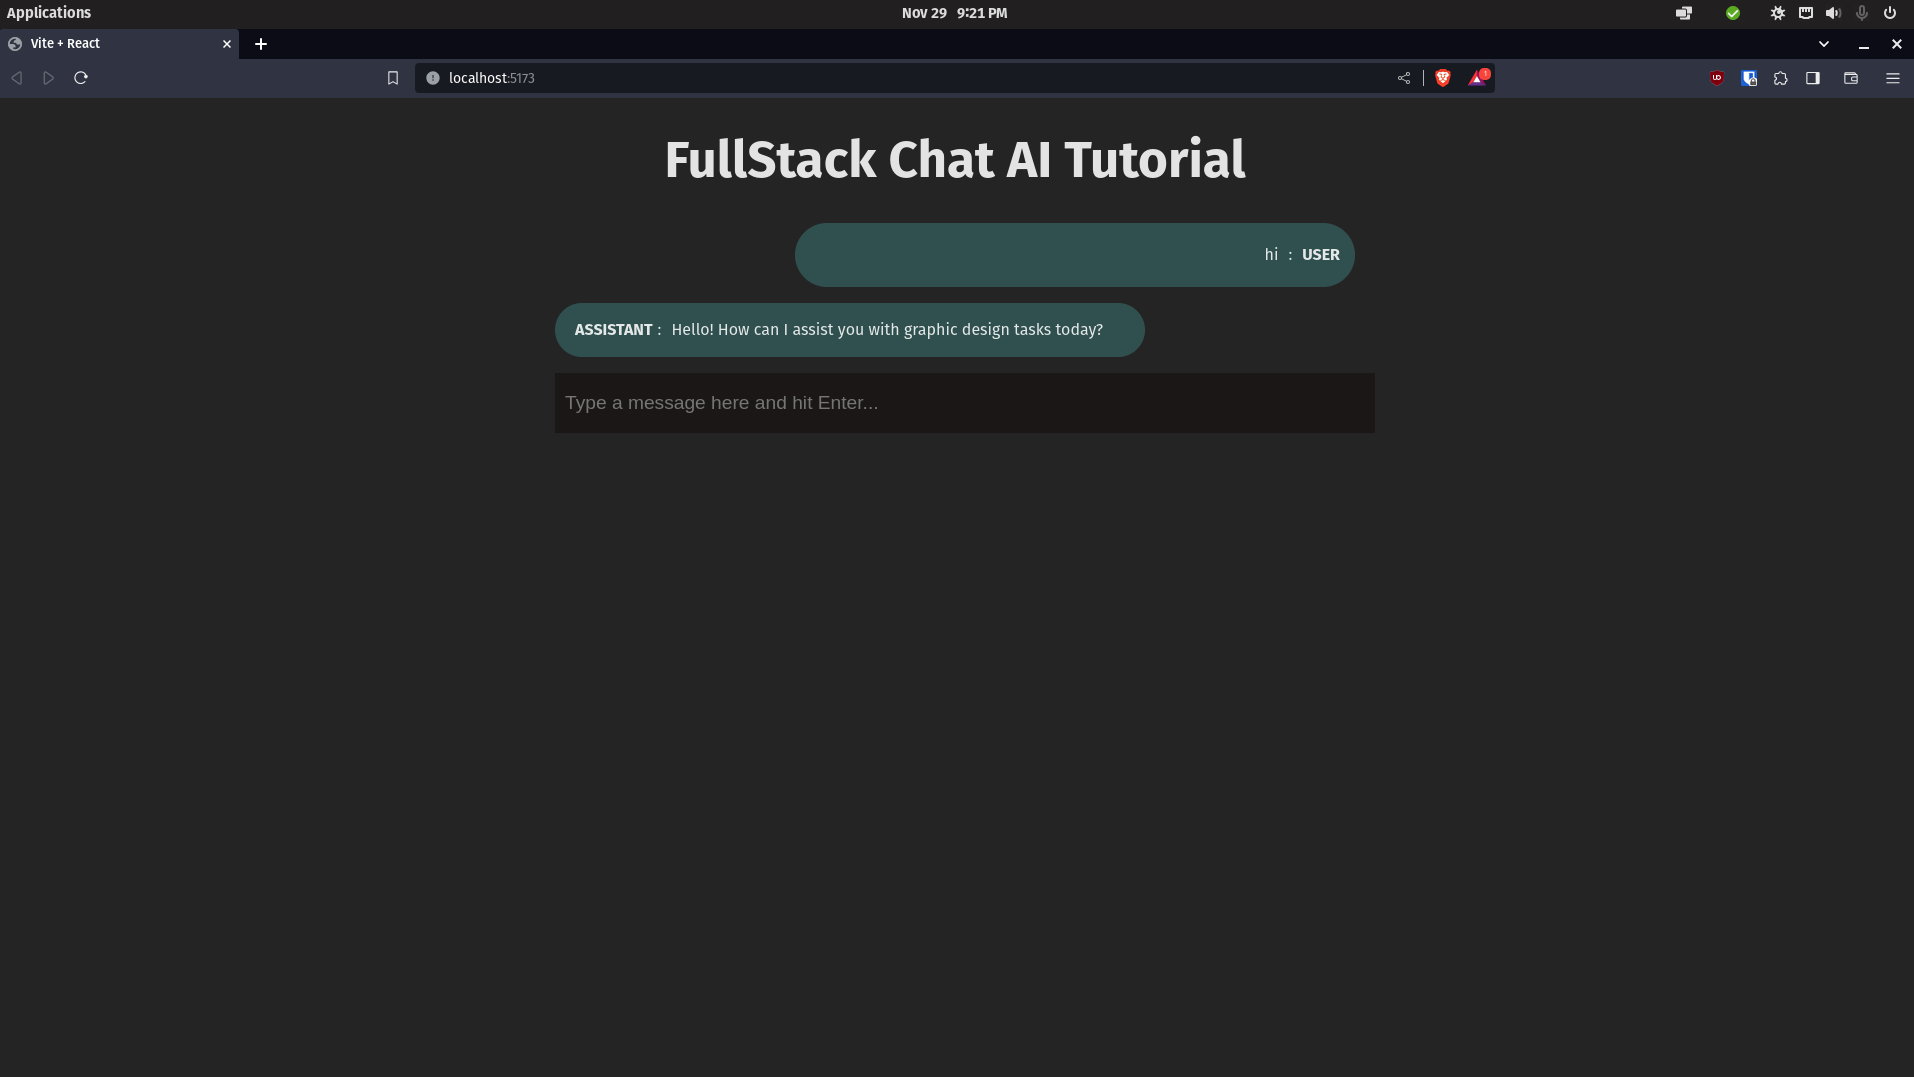 Applications
Nov 29 9:21 PM
Vite + React
localhost:5173
FullStack Chat AI Tutorial
hi : USER
ASSISTANT : Hello! How can I assist you with graphic design tasks today?
Type a message here and hit Enter...